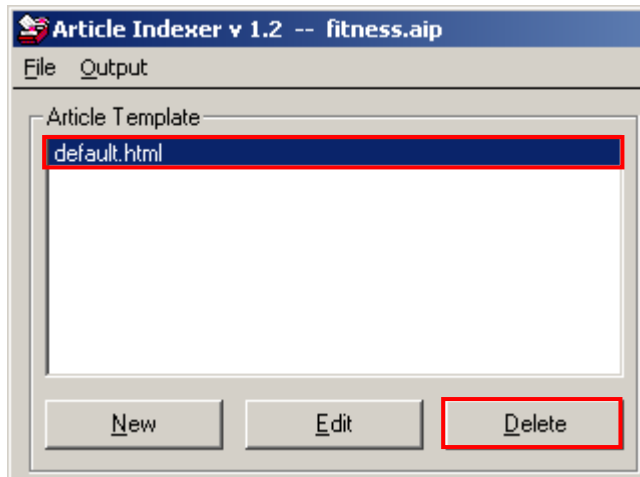 Article Indexer v 1.2 -- fitness.aip
File Output
Article Template
default.html
New Edit Delete